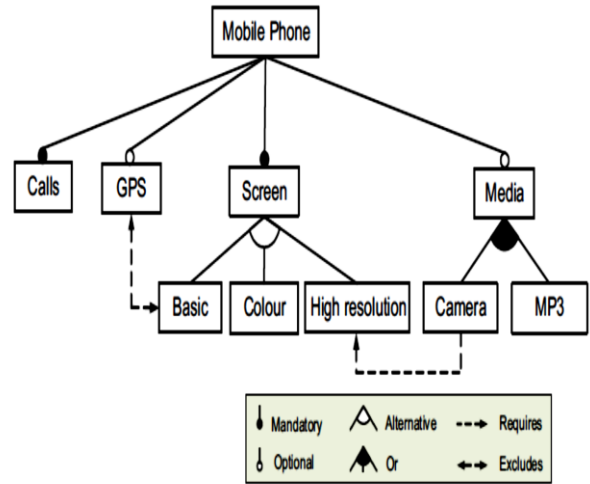 Mobile Phone
Calls
GPS
Screen
Media
Basic
Colour
High resolution
Camera
MP3
Mandatory
Alternative
Requires
Optional
Or
Excludes